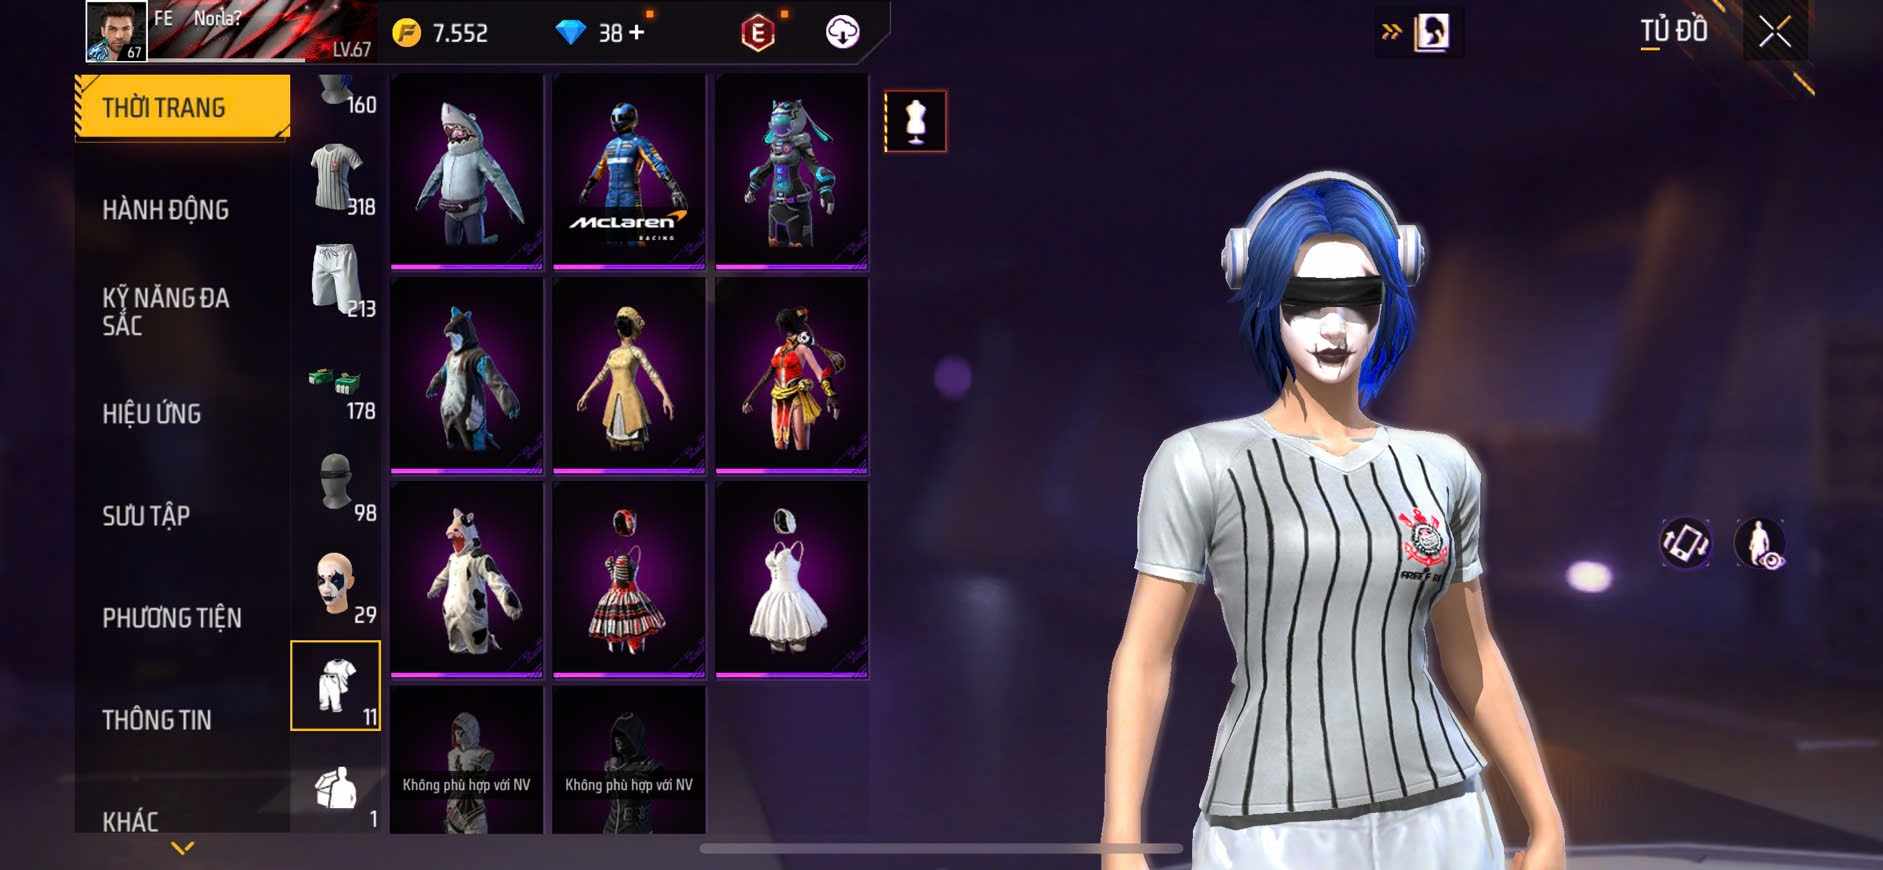 FE Norla?
67
LV.67
7.552
38 +
E
TỦ ĐỒ
THỜI TRANG
HÀNH ĐỘNG
KỸ NĂNG ĐA
SẮC
HIỆU ỨNG
SƯU TẬP
PHƯƠNG TIỆN
THÔNG TIN
KHÁC
160
318
213
178
98
29
11
1
McLaren
RACING
Không phù hợp với NV
Không phù hợp với NV